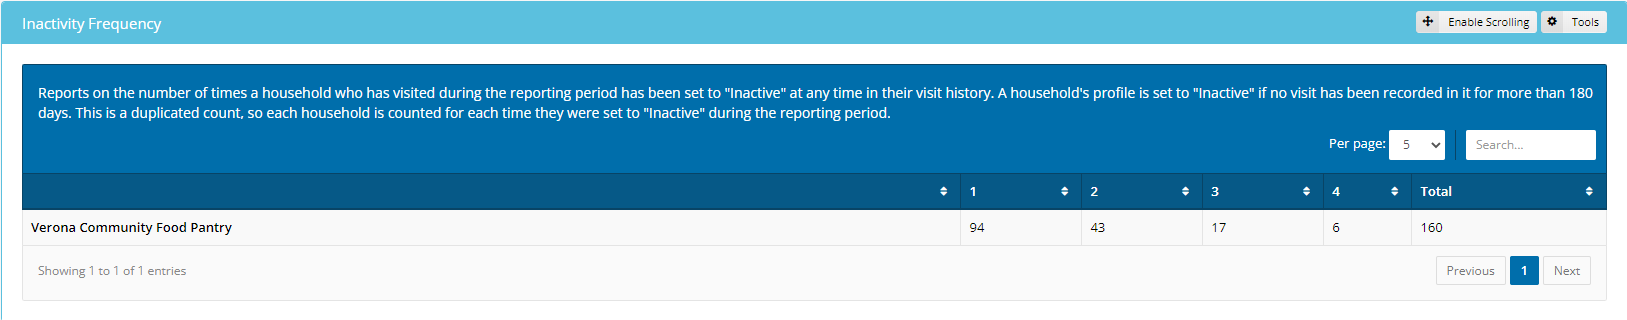 Inactivity Frequency
Enable Scrolling
Tools
Reports on the number of times a household who has visited during the reporting period has been set to "Inactive" at any time in their visit history. A household's profile is set to "Inactive" if no visit has been recorded in it for more than 180
days. This is a duplicated count, so each household is counted for each time they were set to "Inactive" during the reporting period.
Per page: 5 Search...
1 2 3 4 Total
Verona Community Food Pantry 94 43 17 6 160
Showing 1 to 1 of 1 entries Previous 1 Next